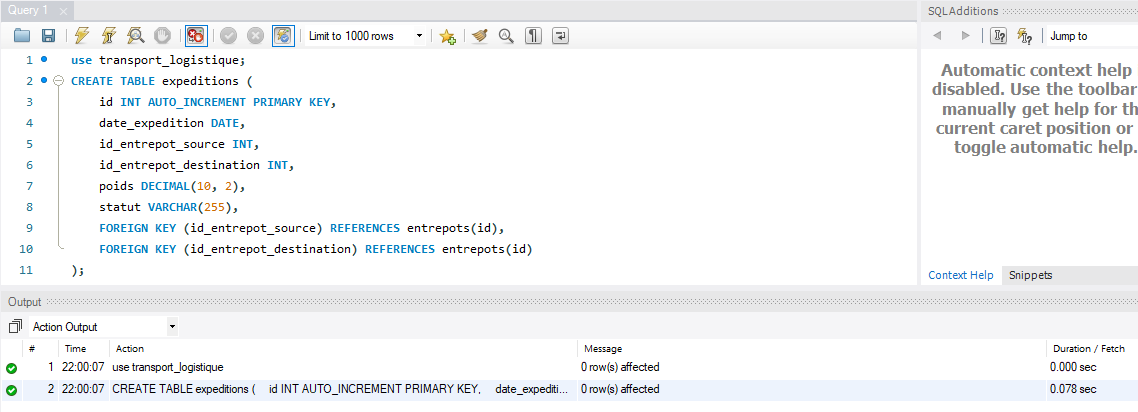 Query 1
SQLAdditions
Limit to 1000 rows
Jump to
1 use transport_logistique;
2 CREATE TABLE expeditions (
3 id INT AUTO_INCREMENT PRIMARY KEY,
4 date_expedition DATE,
5 id_entrepot_source INT,
6 id_entrepot_destination INT,
7 poids DECIMAL(10, 2),
8 statut VARCHAR(255),
9 FOREIGN KEY (id_entrepot_source) REFERENCES entrepots(id),
10 FOREIGN KEY (id_entrepot_destination) REFERENCES entrepots(id)
11 );
Automatic context help
disabled. Use the toolbar
manually get help for th
current caret position or
toggle automatic help.
Context Help Snippets
Output
Action Output
# Time Action Message Duration / Fetch
1 22:00:07 use transport_logistique 0 row(s) affected 0.000 sec
2 22:00:07 CREATE TABLE expeditions ( id INT AUTO_INCREMENT PRIMARY KEY, date_expediti... 0 row(s) affected 0.078 sec